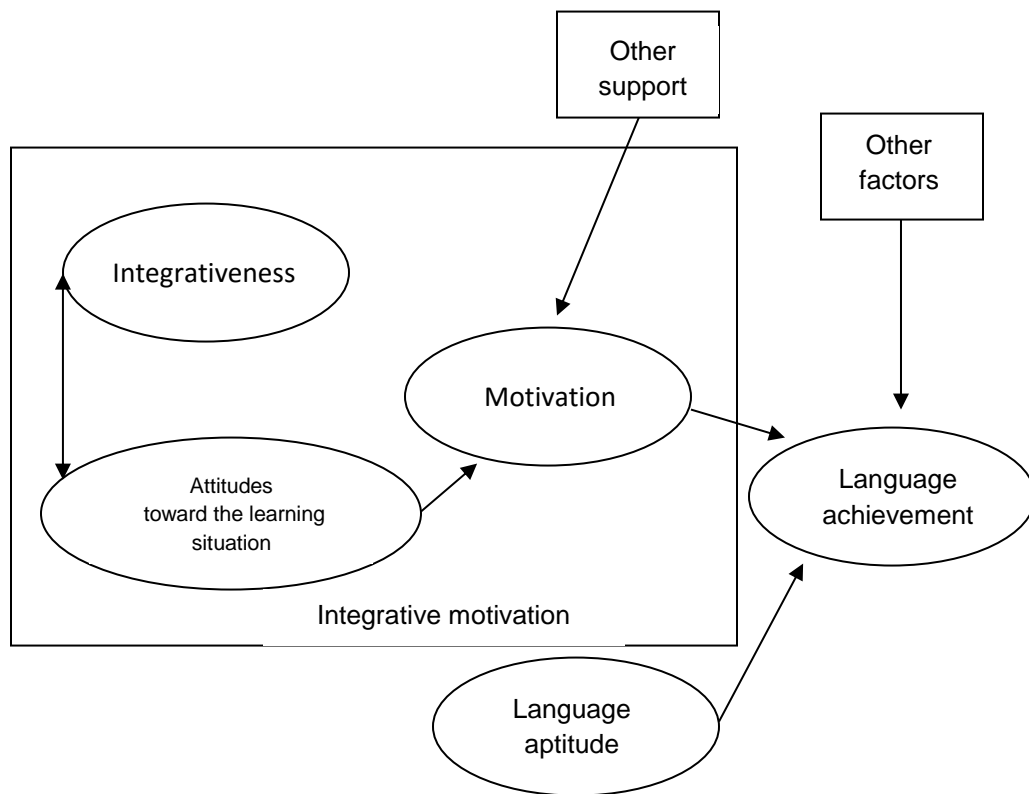 Other
support
Other
factors
Integrativeness
Motivation
Attitudes
toward the learning
situation
Language
achievement
Integrative motivation
Language
aptitude